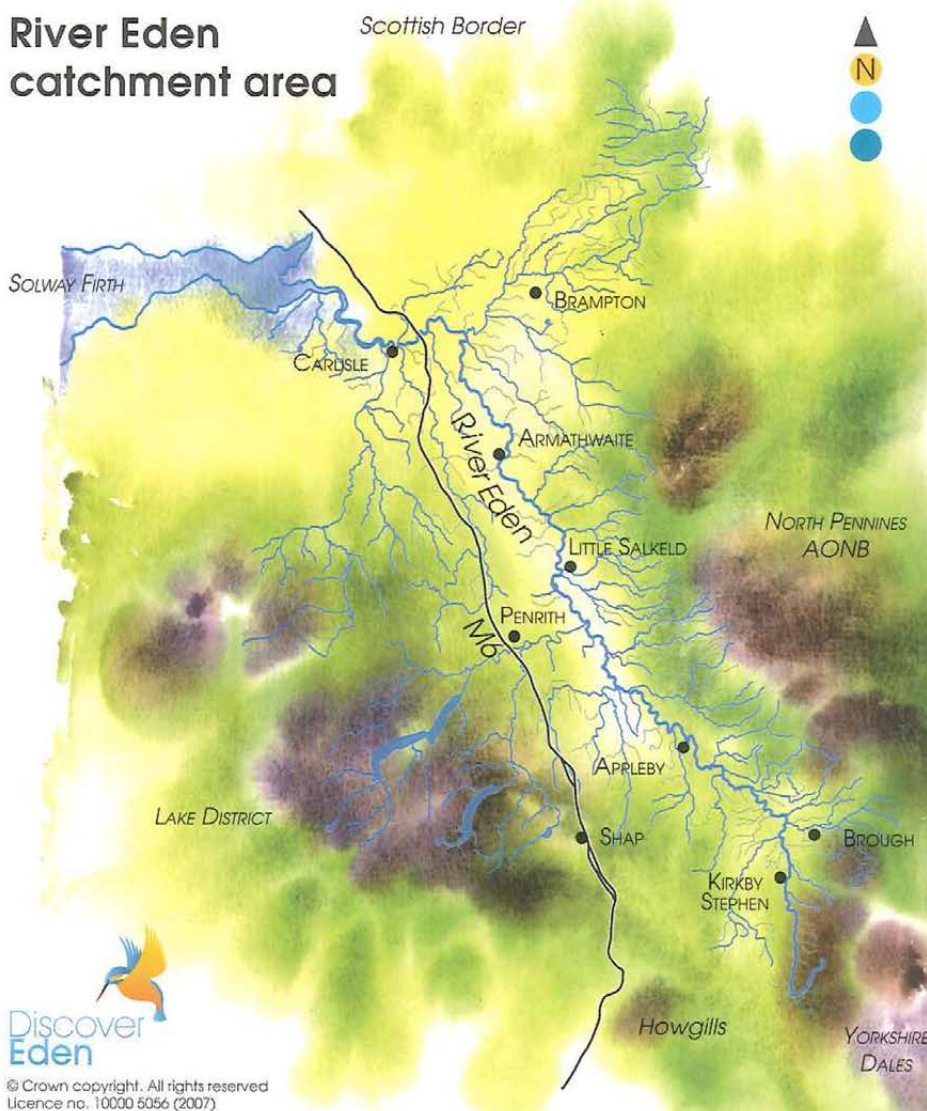 River Eden
catchment area
Scottish Border
N
SOLWAY FIRTH
BRAMPTON
CARLISLE
River Eden
ARMATHWAITE
NORTH PENNINES
AONB
LITTLE SALKELD
PENRITH
M6
APPLEBY
LAKE DISTRICT
SHAP
BROUGH
KIRKBY
STEPHEN
Howgills
YORKSHIRE
DALES
Discover
Eden
© Crown copyright. All rights reserved
Licence no. 10000 5056 (2007)